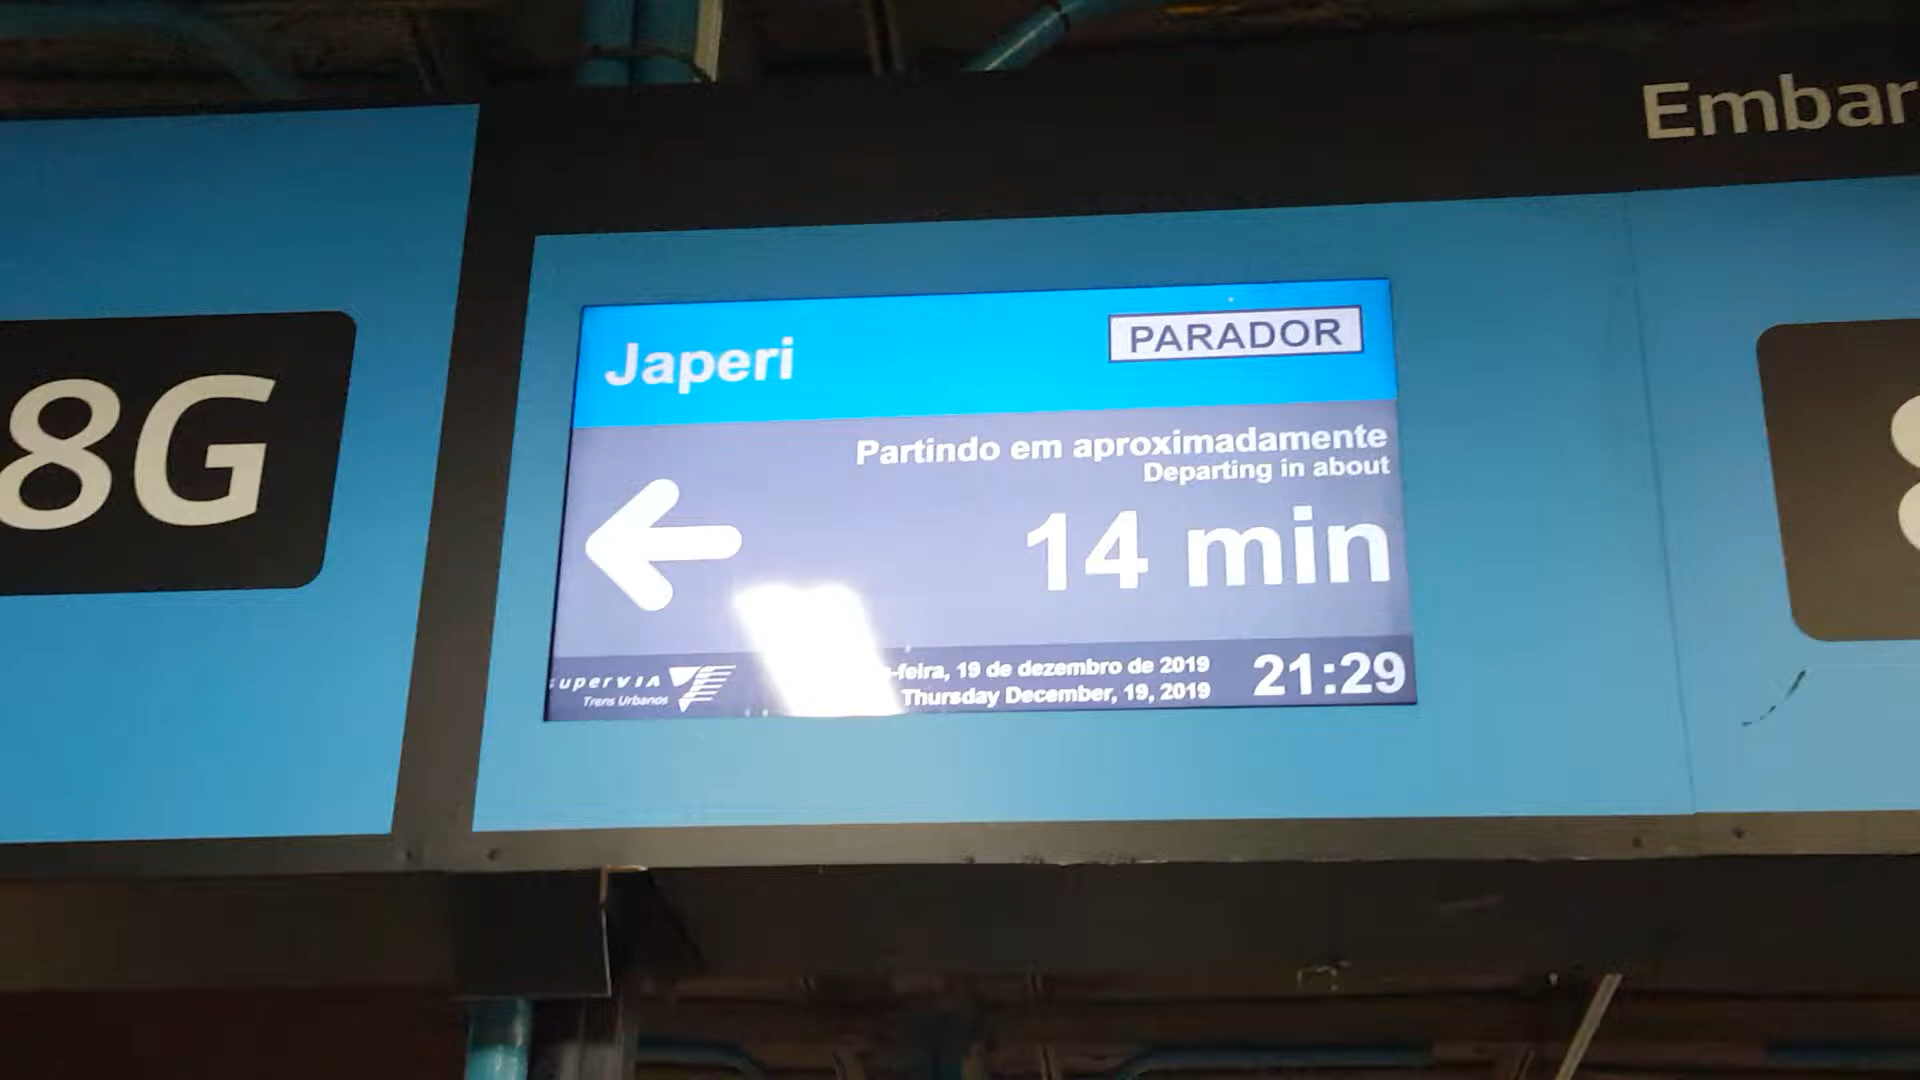 Embar
8G
Japeri
PARADOR
Partindo em aproximadamente
Departing in about
14 min
superVIA
Trens Urbanos
-feira, 19 de dezembro de 2019
Thursday December, 19, 2019
21:29